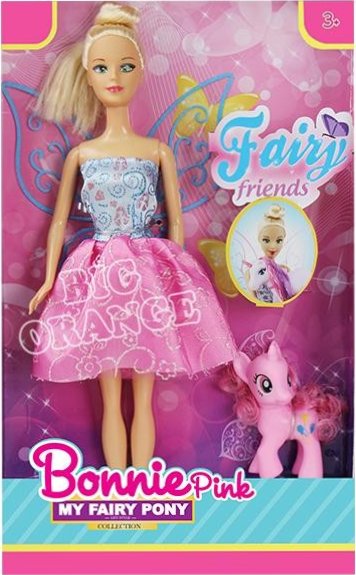 3+
Fairy
friends
BIG
ORANGE
Bonnie Pink
MY FAIRY PONY
COLLECTION